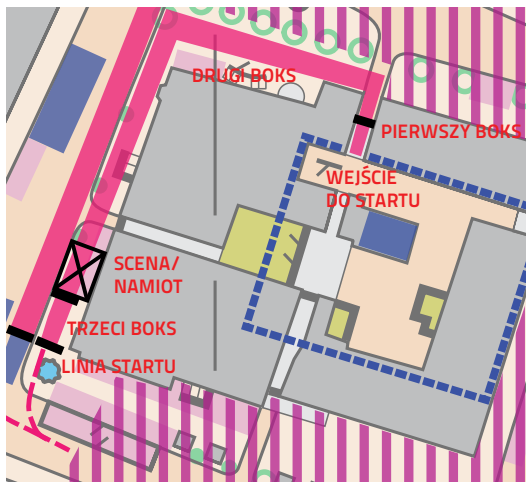 DRUGI BOKS
PIERWSZY BOKS
WEJŚCIE
DO STARTU
SCENA/
NAMIOT
TRZECI BOKS
LINIA STARTU